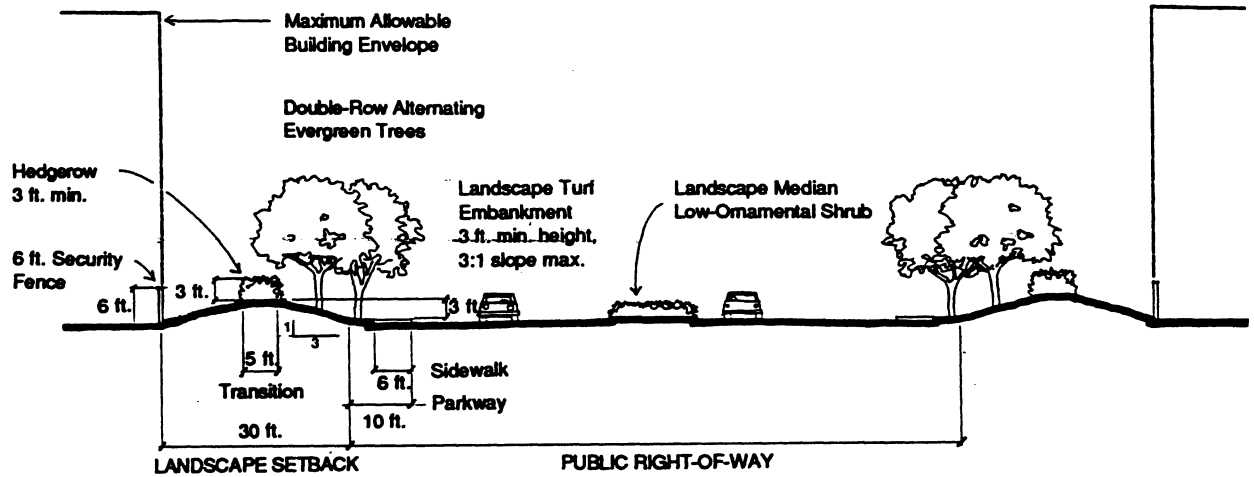 Maximum Allowable
Building Envelope
Double-Row Alternating
Evergreen Trees
Hedgerow
3 ft. min.
Landscape Turf
Embankment
3 ft. min. height,
3:1 slope max.
Landscape Median
Low-Ornamental Shrub
6 ft. Security
Fence
6 ft.
3 ft.
3 ft
1
3
5 ft.
Transition
6 ft.
Sidewalk
Parkway
10 ft.
30 ft.
LANDSCAPE SETBACK
PUBLIC RIGHT-OF-WAY